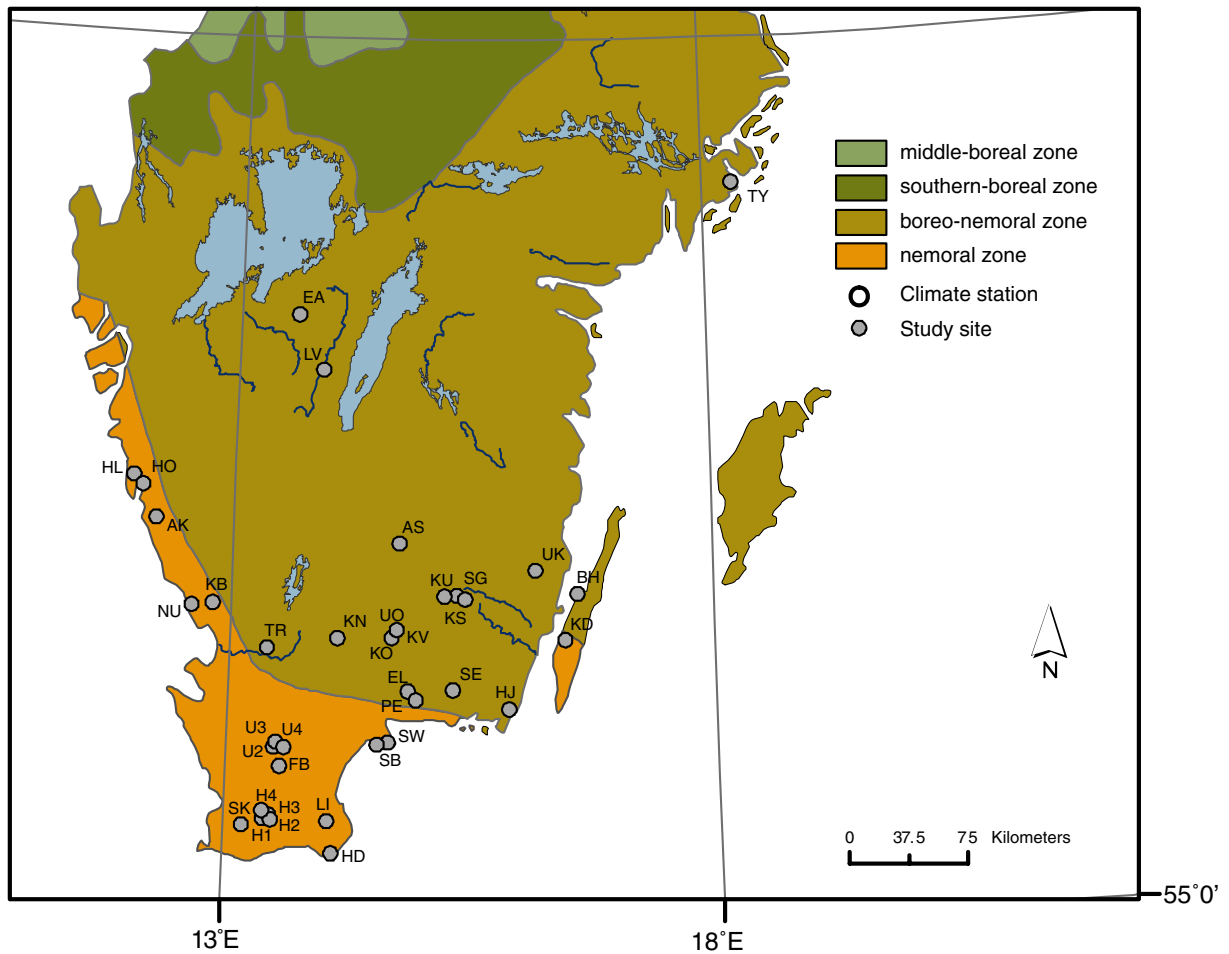 middle-boreal zone
southern-boreal zone
TY
boreo-nemoral zone
nemoral zone
Climate station
EA
Study site
LV
HL HO
AK
AS
UK
KU SG BH
KB
NU KS
KN UO KD
TR KV
KO
EL SE
PE HJ
U3 U4
SW
U2 SB
FB
H4
SK H3 LI
H1 H2
0 37.5 75 Kilometers
HD
N
55°0'
13°E 18°E